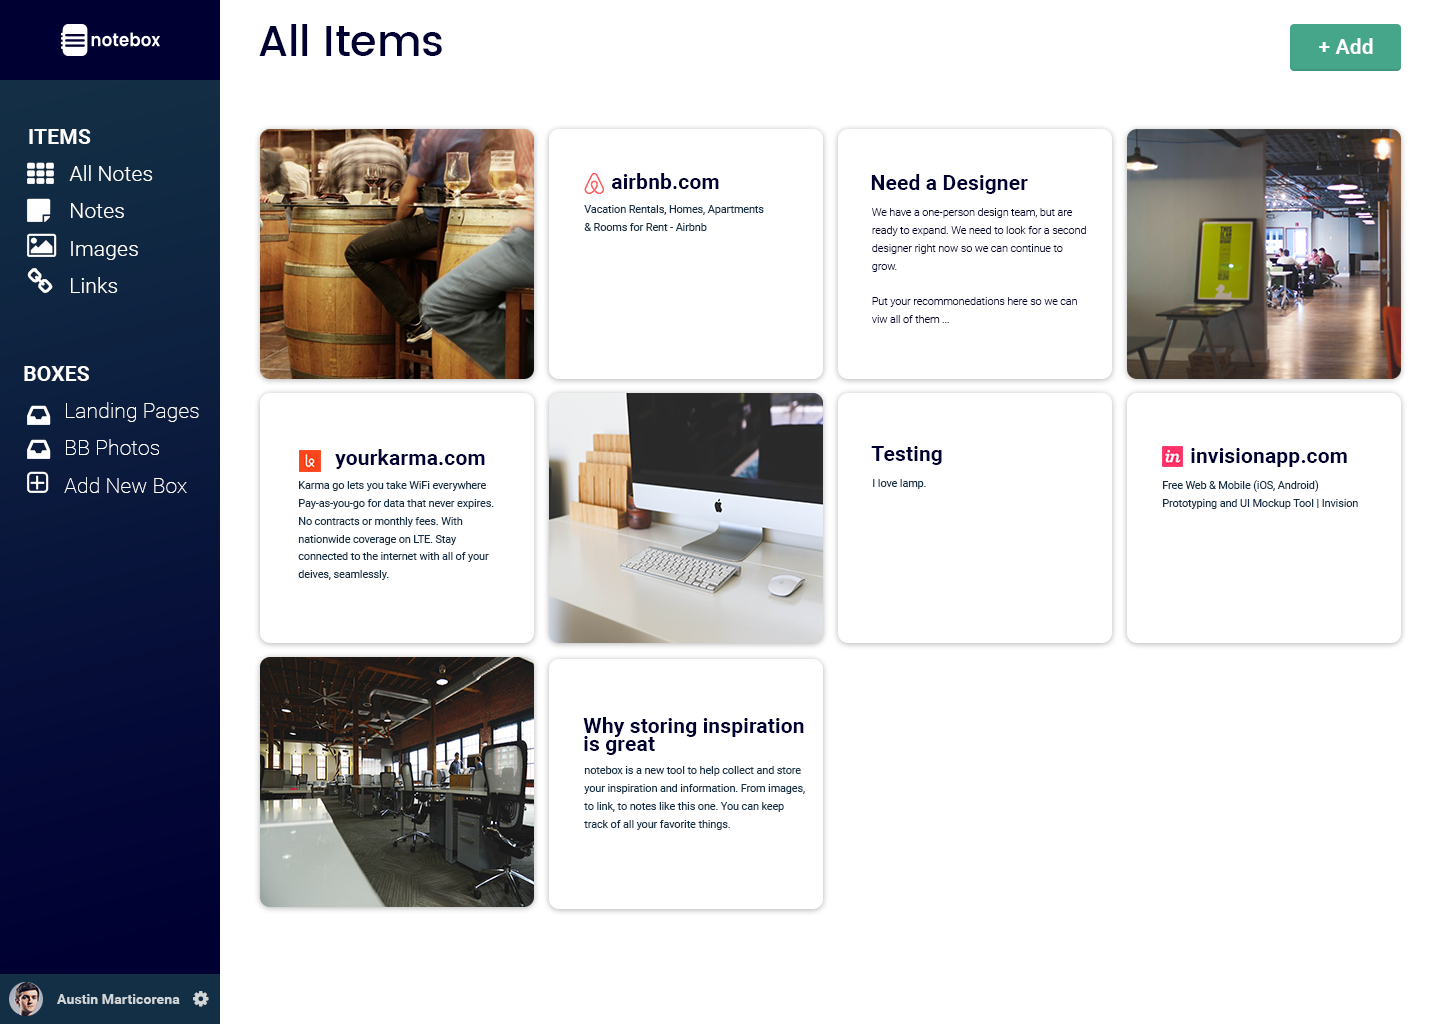 notebox
All Items
+ Add
ITEMS
All Notes
Notes
Images
Links
BOXES
Landing Pages
BB Photos
Add New Box
Austin Marticorena
airbnb.com
Vacation Rentals, Homes, Apartments
& Rooms for Rent - Airbnb
Need a Designer
We have a one-person design team, but are
ready to expand. We need to look for a second
designer right now so we can continue to
grow.
Put your recommonedations here so we can
viw all of them ...
THIS
IS AN
yourkarma.com
Karma go lets you take WiFi everywhere
Pay-as-you-go for data that never expires.
No contracts or monthly fees. With
nationwide coverage on LTE. Stay
connected to the internet with all of your
deives, seamlessly.
Testing
I love lamp.
in
invisionapp.com
Free Web & Mobile (iOS, Android)
Prototyping and UI Mockup Tool | Invision
Why storing inspiration
is great
notebox is a new tool to help collect and store
your inspiration and information. From images,
to link, to notes like this one. You can keep
track of all your favorite things.